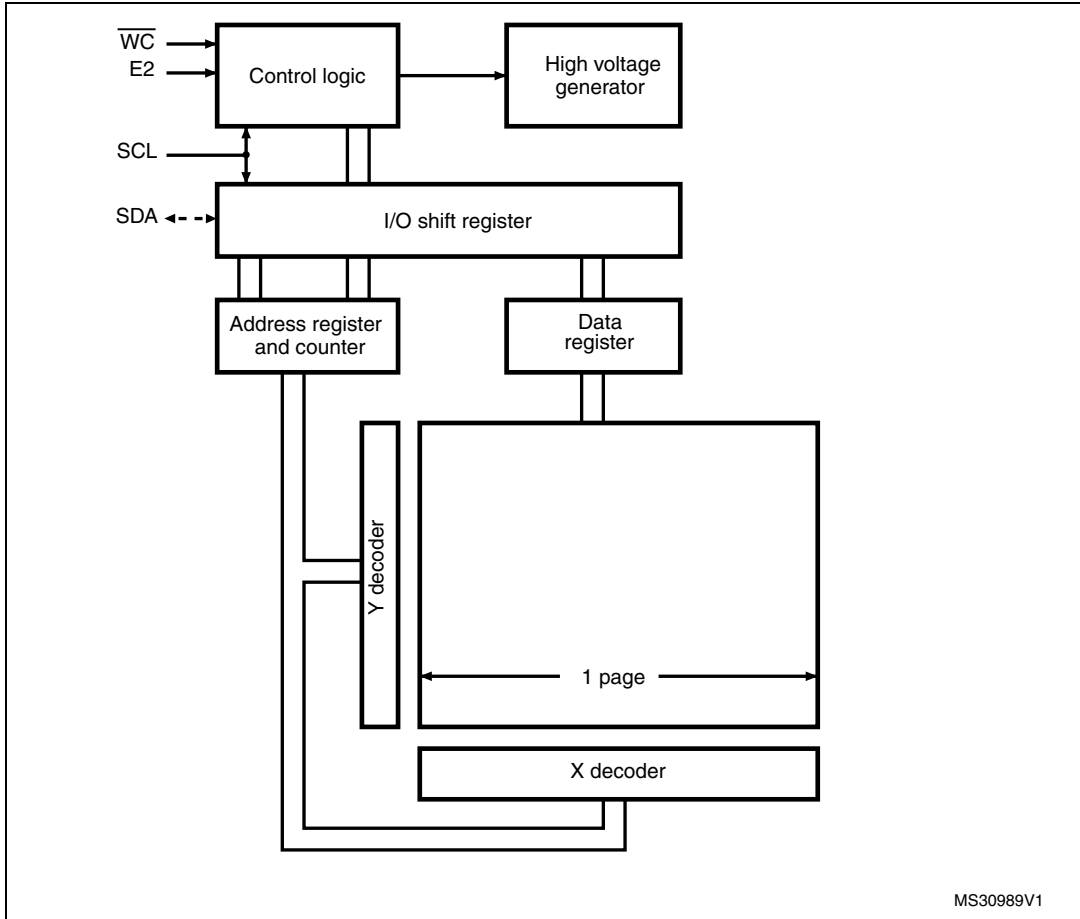 W̅C̅
E2
Control logic
High voltage
generator
SCL
SDA
I/O shift register
Address register
and counter
Data
register
Y decoder
1 page
X decoder
MS30989V1